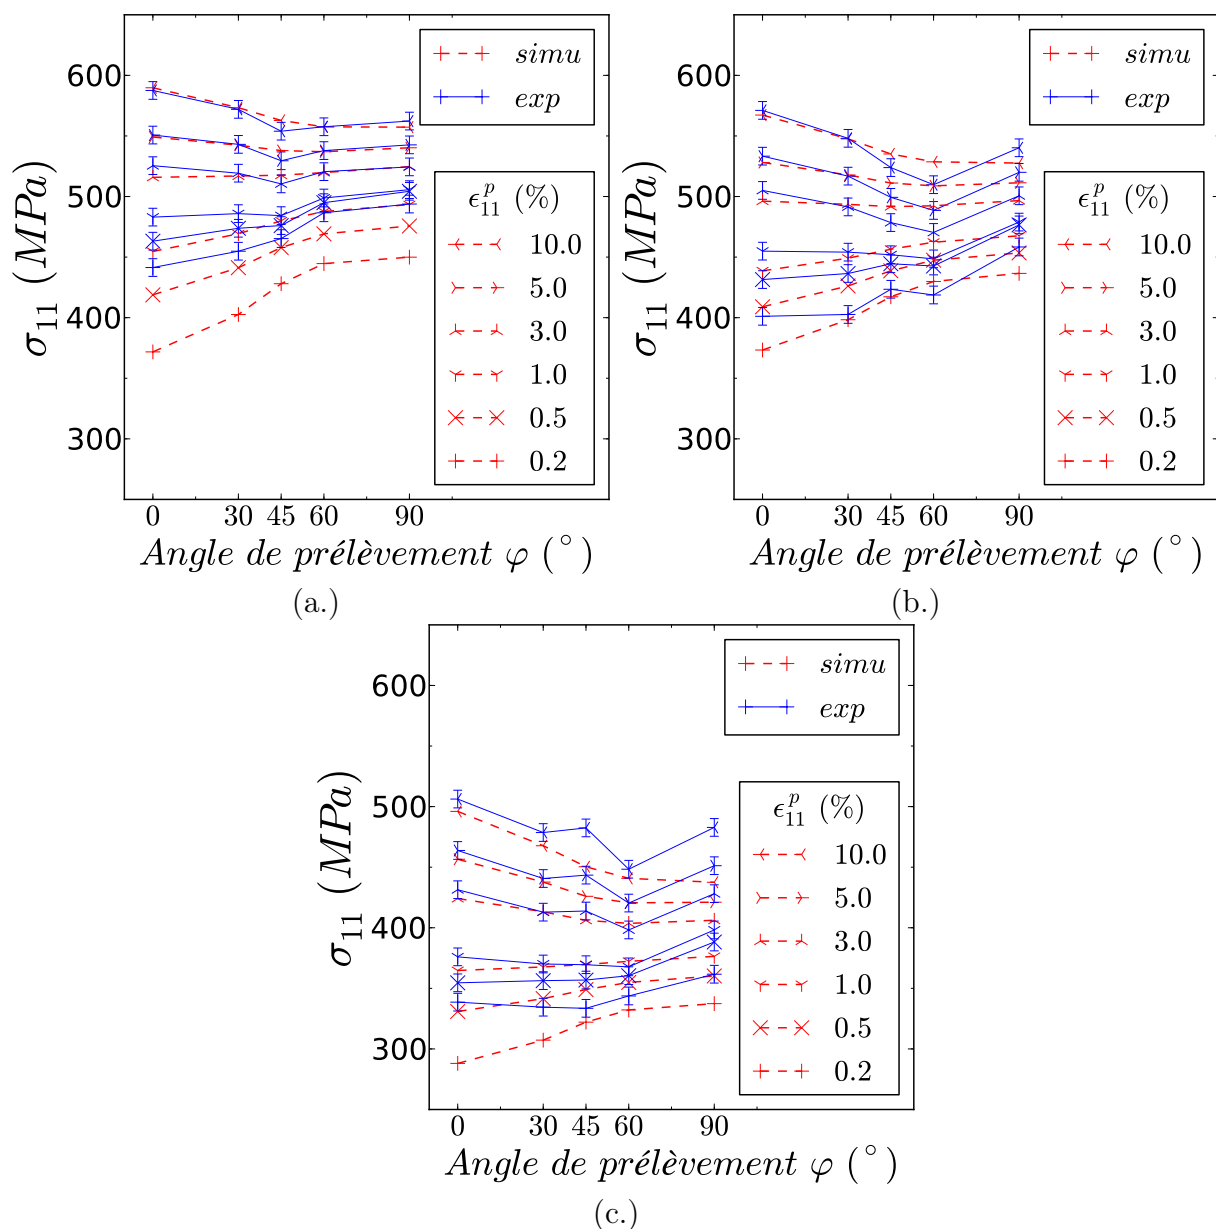 simu
exp
600
500
400
300
σ₁₁ (MPa)
ϵᵖ₁₁ (%)
10.0
5.0
3.0
1.0
0.5
0.2
0 30 45 60 90
Angle de prélèvement φ (°)
(a.)
simu
exp
600
500
400
300
σ₁₁ (MPa)
ϵᵖ₁₁ (%)
10.0
5.0
3.0
1.0
0.5
0.2
0 30 45 60 90
Angle de prélèvement φ (°)
(b.)
simu
exp
600
500
400
300
σ₁₁ (MPa)
ϵᵖ₁₁ (%)
10.0
5.0
3.0
1.0
0.5
0.2
0 30 45 60 90
Angle de prélèvement φ (°)
(c.)